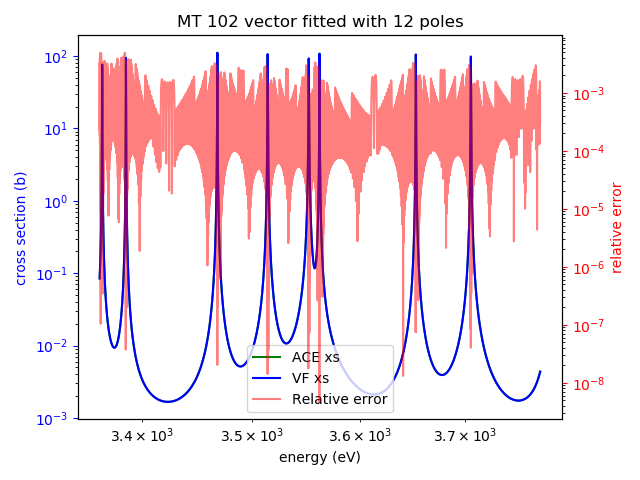 MT 102 vector fitted with 12 poles
cross section (b)
10²
10¹
10⁰
10⁻¹
10⁻²
10⁻³
10⁻³
10⁻⁴
10⁻⁵
10⁻⁶
10⁻⁷
10⁻⁸
relative error
ACE xs
VF xs
Relative error
3.4 × 10³ 3.5 × 10³ 3.6 × 10³ 3.7 × 10³
energy (eV)